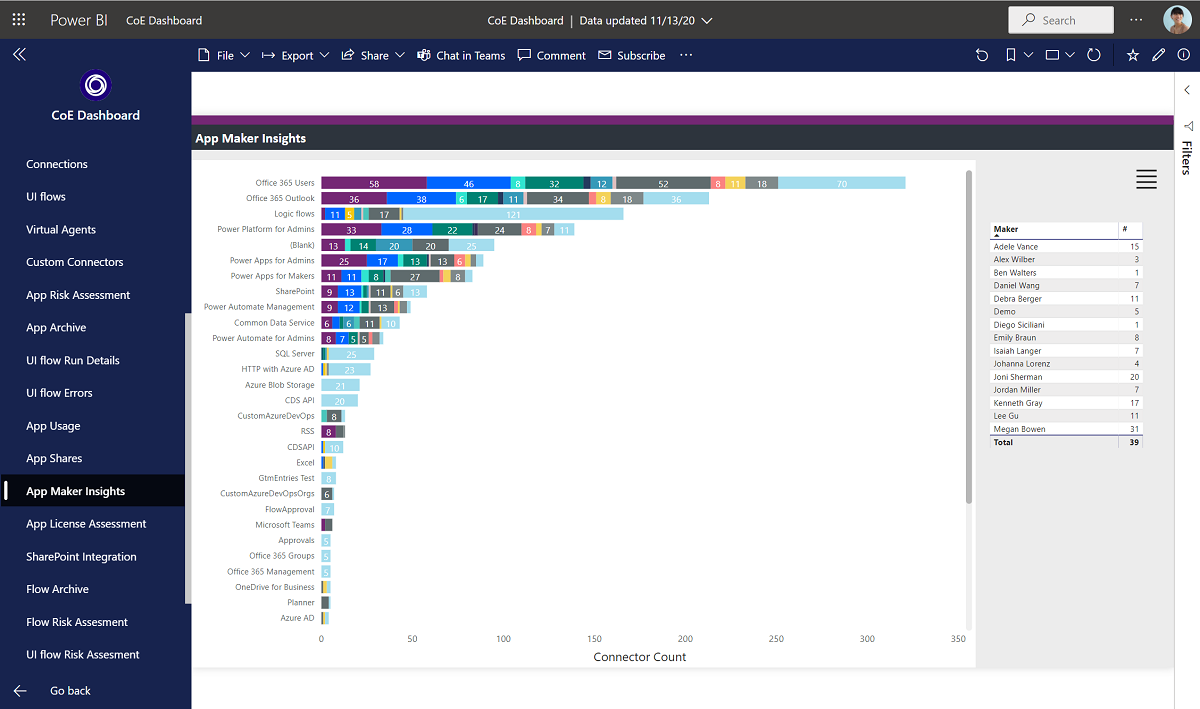 Power BI CoE Dashboard CoE Dashboard | Data updated 11/13/20 Search
File Export Share Chat in Teams Comment Subscribe
CoE Dashboard
Connections
UI flows
Virtual Agents
Custom Connectors
App Risk Assessment
App Archive
UI flow Run Details
UI flow Errors
App Usage
App Shares
App Maker Insights
App License Assessment
SharePoint Integration
Flow Archive
Flow Risk Assesment
UI flow Risk Assesment
Go back
App Maker Insights
Office 365 Users 58 46 8 32 12 52 8 11 18 70
Office 365 Outlook 36 38 6 17 11 34 8 18 36
Logic flows 11 5 17 121
Power Platform for Admins 33 28 22 24 8 7 11
(Blank) 13 14 20 20 25
Power Apps for Admins 25 17 13 13 6
Power Apps for Makers 11 11 8 27 8
SharePoint 9 13 11 6 13
Power Automate Management 9 12 13
Common Data Service 6 6 11 10
Power Automate for Admins 8 7 5 5
SQL Server 25
HTTP with Azure AD 23
Azure Blob Storage 21
CDS API 20
CustomAzureDevOps 8
RSS 8
CDSAPI 10
Excel
GtmEntries Test 8
CustomAzureDevOpsOrgs 6
FlowApproval 7
Microsoft Teams
Approvals 5
Office 365 Groups 5
Office 365 Management 5
OneDrive for Business
Planner
Azure AD
0 50 100 150 200 250 300 350
Connector Count
Maker #
Adele Vance 15
Alex Wilber 3
Ben Walters 1
Daniel Wang 7
Debra Berger 11
Demo 5
Diego Siciliani 1
Emily Braun 8
Isaiah Langer 7
Johanna Lorenz 4
Joni Sherman 20
Jordan Miller 7
Kenneth Gray 17
Lee Gu 11
Megan Bowen 31
Total 39
Filters